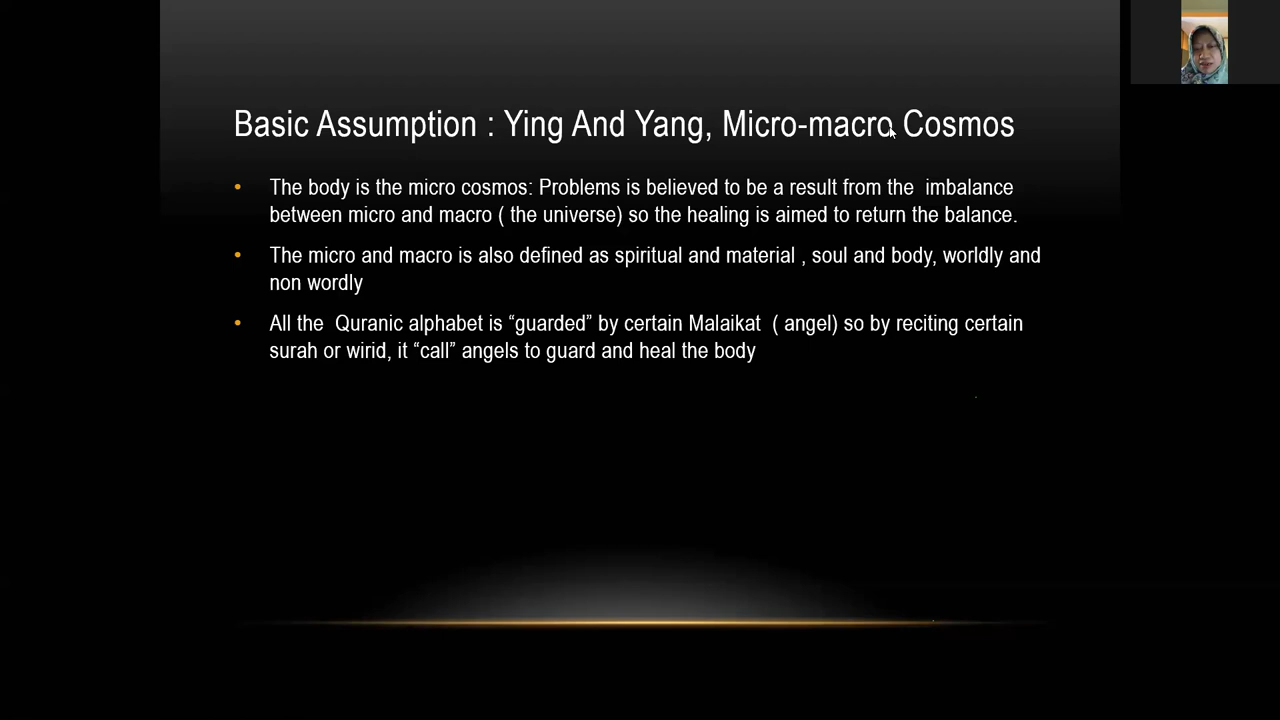 Basic Assumption : Ying And Yang, Micro-macro Cosmos
• The body is the micro cosmos: Problems is believed to be a result from the  imbalance
between micro and macro ( the universe) so the healing is aimed to return the balance.
• The micro and macro is also defined as spiritual and material , soul and body, worldly and
non wordly
• All the  Quranic alphabet is “guarded” by certain Malaikat  ( angel) so by reciting certain
surah or wirid, it “call” angels to guard and heal the body